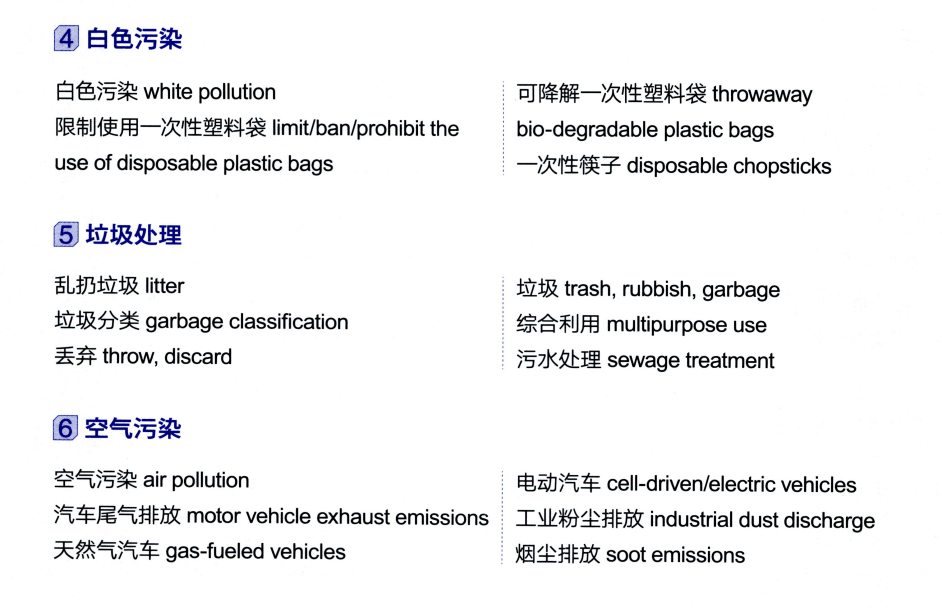 4 白色污染
白色污染 white pollution
限制使用一次性塑料袋 limit/ban/prohibit the
use of disposable plastic bags
可降解一次性塑料袋 throwaway
bio-degradable plastic bags
一次性筷子 disposable chopsticks
5 垃圾处理
乱扔垃圾 litter
垃圾分类 garbage classification
丢弃 throw, discard
垃圾 trash, rubbish, garbage
综合利用 multipurpose use
污水处理 sewage treatment
6 空气污染
空气污染 air pollution
汽车尾气排放 motor vehicle exhaust emissions
天然气汽车 gas-fueled vehicles
电动汽车 cell-driven/electric vehicles
工业粉尘排放 industrial dust discharge
烟尘排放 soot emissions